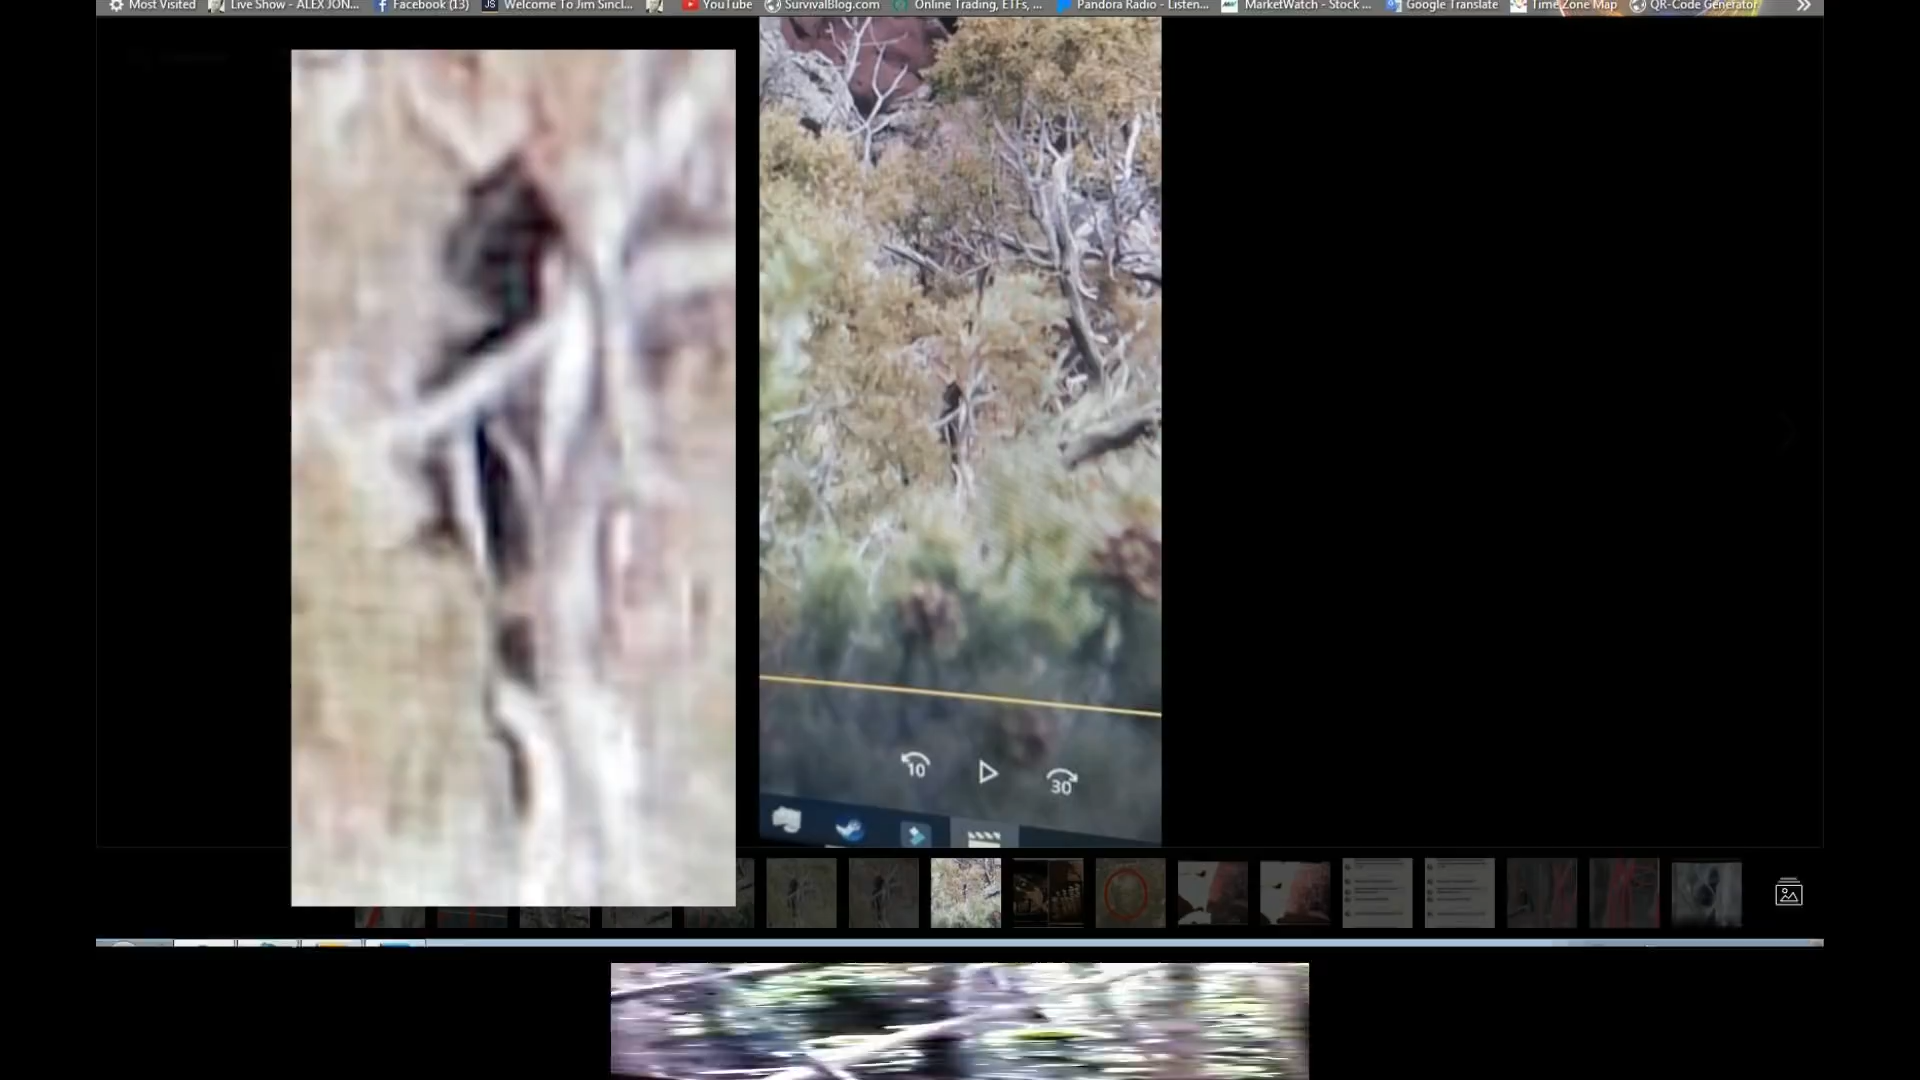 Most Visited Live Show - ALEX JON... Facebook (13) JS Welcome To Jim Sincl... YouTube SurvivalBlog.com Online Trading, ETFs, ... Pandora Radio - Listen... MarketWatch - Stock ... Google Translate Time Zone Map QR-Code Generator
10
30